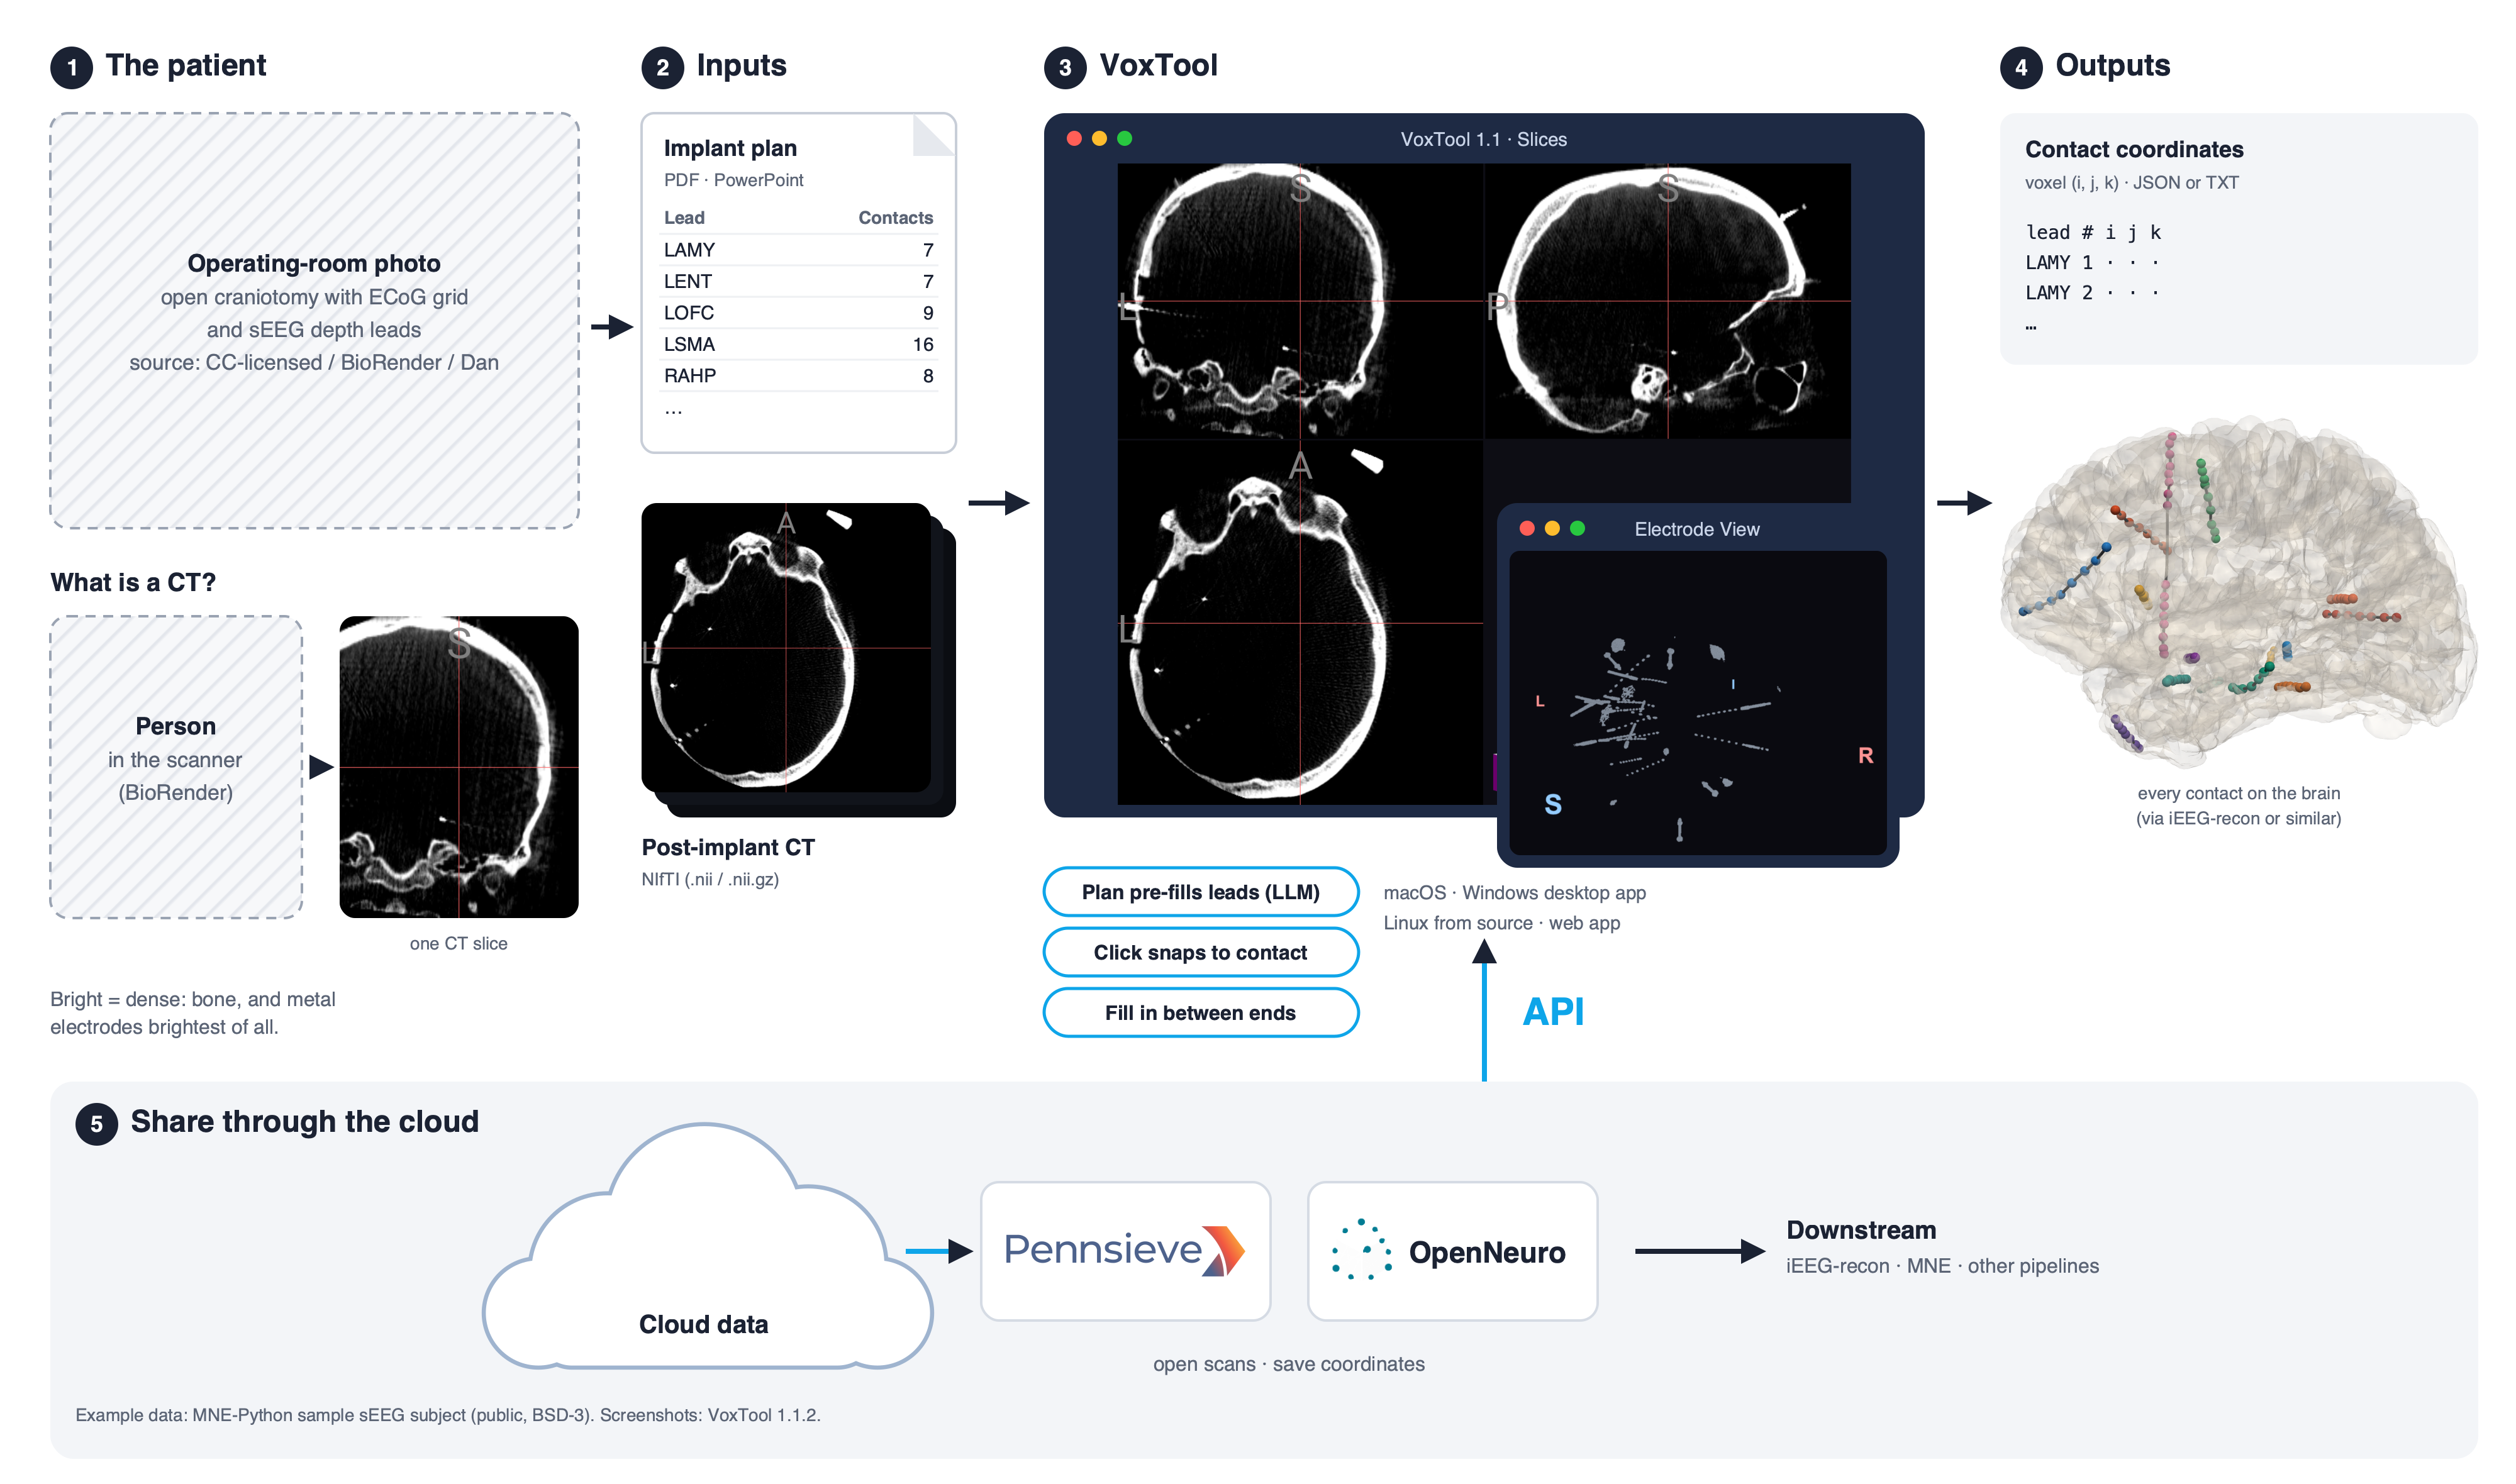 1 The patient
Operating-room photo
open craniotomy with ECoG grid
and sEEG depth leads
source: CC-licensed / BioRender / Dan
What is a CT?
Person
in the scanner
(BioRender)
S
one CT slice
Bright = dense: bone, and metal
electrodes brightest of all.
2 Inputs
Implant plan
PDF · PowerPoint
Lead Contacts
LAMY 7
LENT 7
LOFC 9
LSMA 16
RAHP 8
…
A
L
Post-implant CT
NIfTI (.nii / .nii.gz)
3 VoxTool
VoxTool 1.1 · Slices
S
L
S
P
A
L
Electrode View
L
I
R
S
Plan pre-fills leads (LLM)
Click snaps to contact
Fill in between ends
macOS · Windows desktop app
Linux from source · web app
API
4 Outputs
Contact coordinates
voxel (i, j, k) · JSON or TXT
lead # i j k
LAMY 1 · · ·
LAMY 2 · · ·
…
every contact on the brain
(via iEEG-recon or similar)
5 Share through the cloud
Cloud data
Pennsieve
OpenNeuro
open scans · save coordinates
Downstream
iEEG-recon · MNE · other pipelines
Example data: MNE-Python sample sEEG subject (public, BSD-3). Screenshots: VoxTool 1.1.2.